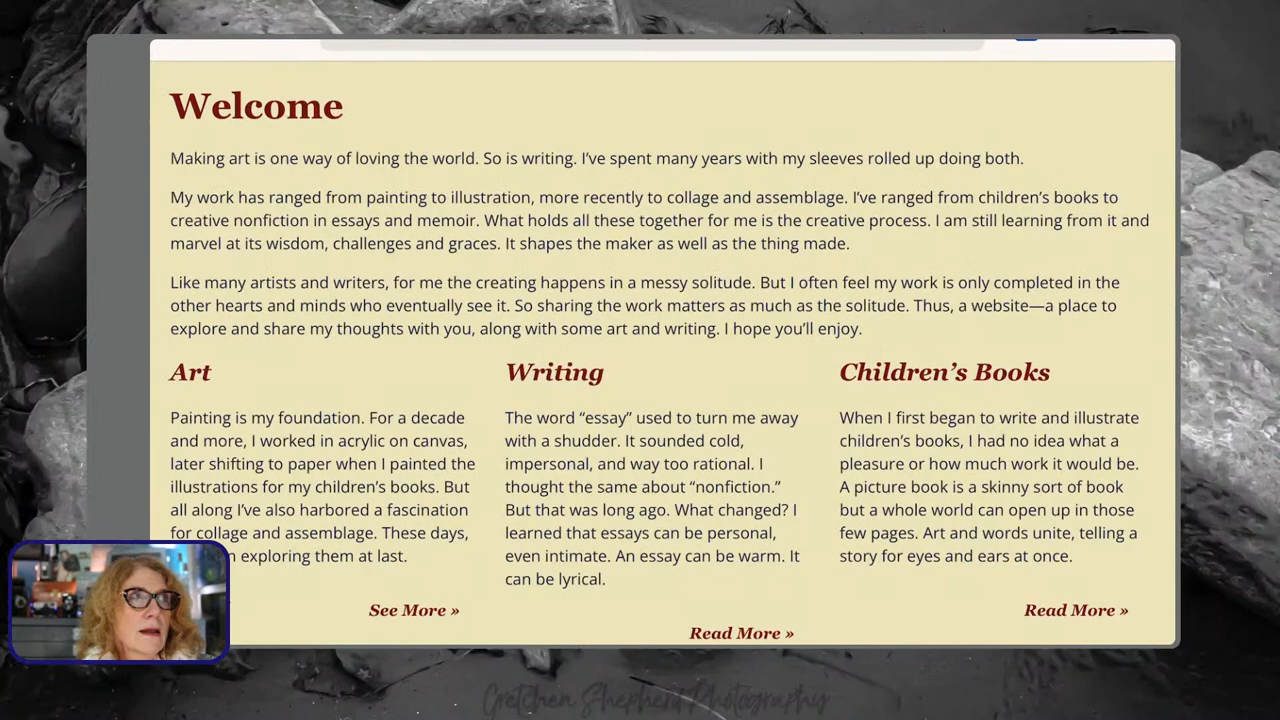 Welcome
Making art is one way of loving the world. So is writing. I’ve spent many years with my sleeves rolled up doing both.
My work has ranged from painting to illustration, more recently to collage and assemblage. I’ve ranged from children’s books to
creative nonfiction in essays and memoir. What holds all these together for me is the creative process. I am still learning from it and
marvel at its wisdom, challenges and graces. It shapes the maker as well as the thing made.
Like many artists and writers, for me the creating happens in a messy solitude. But I often feel my work is only completed in the
other hearts and minds who eventually see it. So sharing the work matters as much as the solitude. Thus, a website—a place to
explore and share my thoughts with you, along with some art and writing. I hope you’ll enjoy.
Art
Painting is my foundation. For a decade
and more, I worked in acrylic on canvas,
later shifting to paper when I painted the
illustrations for my children’s books. But
all along I’ve also harbored a fascination
for collage and assemblage. These days,
exploring them at last.
See More »
Writing
The word “essay” used to turn me away
with a shudder. It sounded cold,
impersonal, and way too rational. I
thought the same about “nonfiction.”
But that was long ago. What changed? I
learned that essays can be personal,
even intimate. An essay can be warm. It
can be lyrical.
Read More »
Children’s Books
When I first began to write and illustrate
children’s books, I had no idea what a
pleasure or how much work it would be.
A picture book is a skinny sort of book
but a whole world can open up in those
few pages. Art and words unite, telling a
story for eyes and ears at once.
Read More »
Gretchen Shepherd Photography